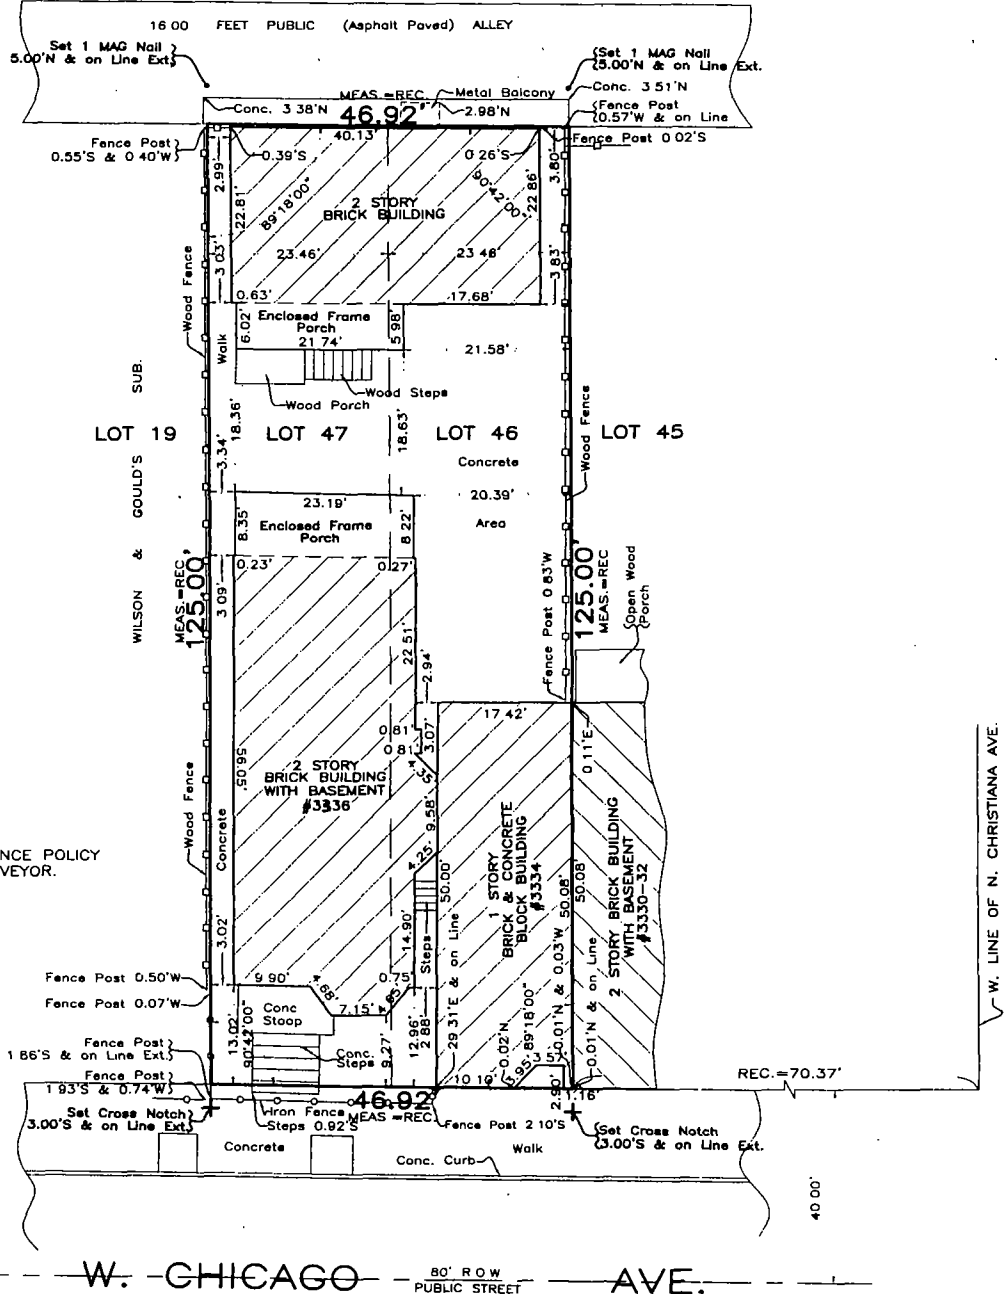 16 00 FEET PUBLIC (Asphalt Paved) ALLEY
Set 1 MAG Nail
5.00'N & on Line Ext.
Set 1 MAG Nail
5.00'N & on Line Ext.
Conc. 3 51'N
MEAS.=REC.
Metal Balcony
Conc. 3 38'N
46.92'
2.98'N
Fence Post
0.57'W & on Line
40.13'
Fence Post
0.55'S & 0 40'W
Fence Post 0 02'S
0.39'S
0 26'S
2.99'
3.80'
22.81'
89°18'00"
90°42'00"
22 86'
2 STORY
BRICK BUILDING
3 03'
23.46'
23 46'
3 83'
Wood Fence
0.63'
17.68'
Enclosed Frame
Porch
6.02'
5 98'
21 74'
21.58'
Walk
Wood Steps
Wood Porch
Wood Fence
18.36'
18.63'
LOT 19
LOT 47
LOT 46
LOT 45
3.34'
Concrete
20.39'
Area
23.19'
Enclosed Frame
Porch
8.35'
8 22'
WILSON & GOULD'S SUB.
MEAS.=REC
125.00'
0.23'
0.27'
Fence Post 0 83'W
125.00'
MEAS.=REC
Open Wood
Porch
3 09'
22 51'
2.94'
17 42'
0 81'
0 81'
3.07'
0 11'E
4 35'
2 STORY
BRICK BUILDING
WITH BASEMENT
#3336
56.05'
9.58'
Wood Fence
Concrete
4 25'
50.00'
1 STORY
BRICK & CONCRETE
BLOCK BUILDING
#3334
50.08'
50.08'
2 STORY BRICK BUILDING
WITH BASEMENT
#3330-32
W. LINE OF N. CHRISTIANA AVE.
NCE POLICY
VEYOR.
3.02'
14.90'
Steps
29 31'E & on Line
0.01'N & 0.03'W
0.01'N & on Line
Fence Post 0.50'W
9 90'
4.68'
0.75'
4.85'
7.15'
Fence Post 0.07'W
Conc
Stoop
13.02'
90°42'00"
12.96'
2 88'
9.27'
Conc.
Steps
0.02'N
89°18'00"
3.95'
3 57'
Fence Post
1 86'S & on Line Ext.
Fence Post
1 93'S & 0.74'W
10 10'
2.90'
1.16'
REC.=70.37'
46.92'
MEAS =REC.
Set Cross Notch
3.00'S & on Line Ext.
Iron Fence
Steps 0.92'S
Fence Post 2 10'S
Set Cross Notch
3.00'S & on Line Ext.
Concrete
Walk
Conc. Curb
40 00'
W. CHICAGO AVE.
80' R O W
PUBLIC STREET